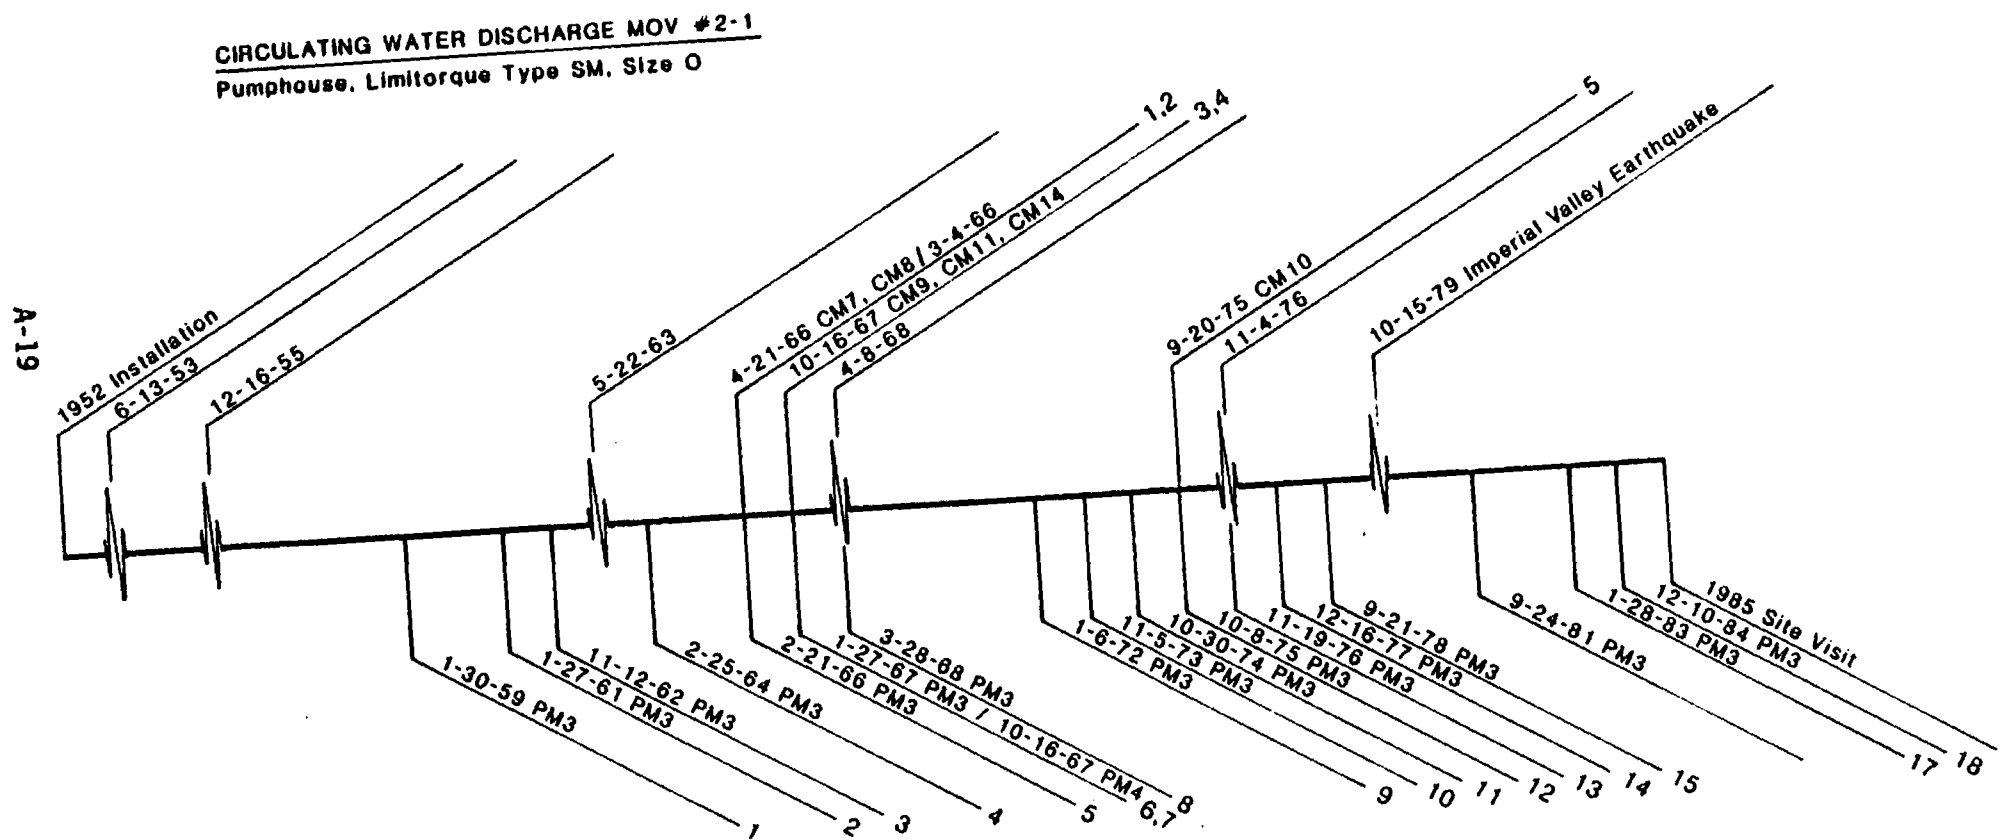 CIRCULATING WATER DISCHARGE MOV #2-1
Pumphouse, Limitorque Type SM, Size O
A-19
1952 Installation
6-13-53
12-16-55
5-22-63
4-21-66 CM7, CM8 / 3-4-66
1,2
10-16-67 CM9, CM11, CM14
3,4
4-8-68
9-20-75 CM10
5
11-4-76
10-15-79 Imperial Valley Earthquake
1-30-59 PM3
1
1-27-61 PM3
2
11-12-62 PM3
3
2-25-64 PM3
4
2-21-66 PM3
5
1-27-67 PM3 / 10-16-67 PM4
6,7
3-28-68 PM3
8
1-6-72 PM3
9
11-5-73 PM3
10
10-30-74 PM3
11
10-8-75 PM3
12
11-19-76 PM3
13
12-16-77 PM3
14
9-21-78 PM3
15
9-24-81 PM3
1-28-83 PM3
17
12-10-84 PM3
18
1985 Site Visit